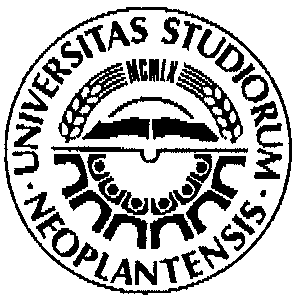 UNIVERSITAS STUDIORUM
MCMLX
· NEOPLANTENSIS ·